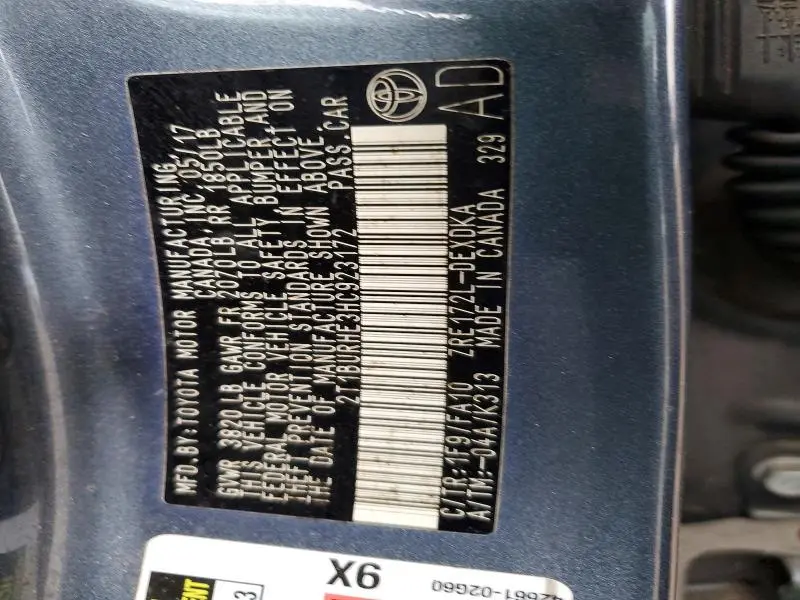 MFD.BY:TOYOTA MOTOR MANUFACTURING
CANADA,INC. 05/17
GVWR 3820LB GAWR FR 2070LB,RR 1850LB
THIS VEHICLE CONFORMS TO ALL APPLICABLE
FEDERAL MOTOR VEHICLE SAFETY BUMPER,AND
THEFT PREVENTION STANDARDS IN EFFECT ON
THE DATE OF MANUFACTURE SHOWN ABOVE.
2T1BURHE3HC923172 PASS.CAR
C/TR:1F9/FA10 ZRE172L-DEXDKA
A/TM:-04A/K313 MADE IN CANADA 329
AD
9X
42661-02G60